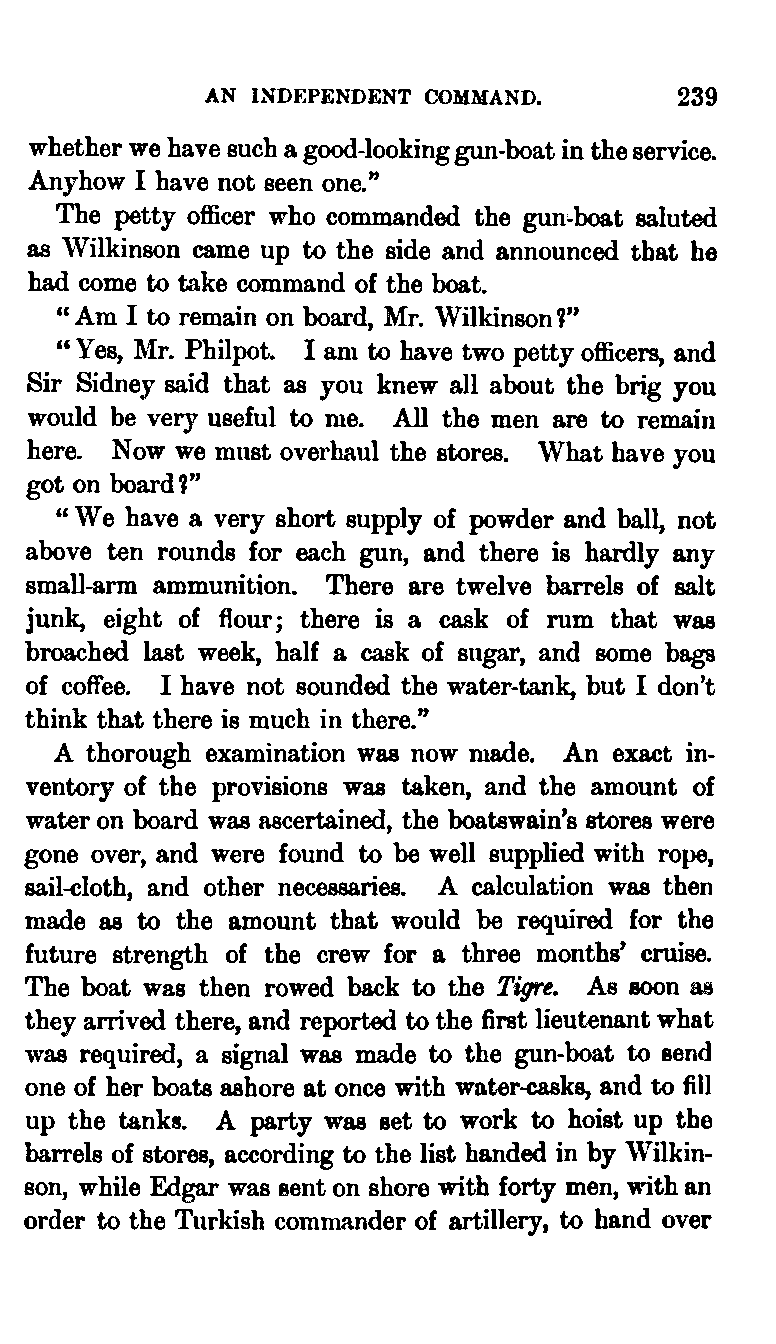 AN INDEPENDENT COMMAND. 239
whether we have such a good-looking gun-boat in the service.
Anyhow I have not seen one."
The petty officer who commanded the gun-boat saluted
as Wilkinson came up to the side and announced that he
had come to take command of the boat.
"Am I to remain on board, Mr. Wilkinson?"
"Yes, Mr. Philpot. I am to have two petty officers, and
Sir Sidney said that as you knew all about the brig you
would be very useful to me. All the men are to remain
here. Now we must overhaul the stores. What have you
got on board?"
"We have a very short supply of powder and ball, not
above ten rounds for each gun, and there is hardly any
small-arm ammunition. There are twelve barrels of salt
junk, eight of flour; there is a cask of rum that was
broached last week, half a cask of sugar, and some bags
of coffee. I have not sounded the water-tank, but I don't
think that there is much in there."
A thorough examination was now made. An exact in-
ventory of the provisions was taken, and the amount of
water on board was ascertained, the boatswain's stores were
gone over, and were found to be well supplied with rope,
sail-cloth, and other necessaries. A calculation was then
made as to the amount that would be required for the
future strength of the crew for a three months' cruise.
The boat was then rowed back to the Tigre. As soon as
they arrived there, and reported to the first lieutenant what
was required, a signal was made to the gun-boat to send
one of her boats ashore at once with water-casks, and to fill
up the tanks. A party was set to work to hoist up the
barrels of stores, according to the list handed in by Wilkin-
son, while Edgar was sent on shore with forty men, with an
order to the Turkish commander of artillery, to hand over